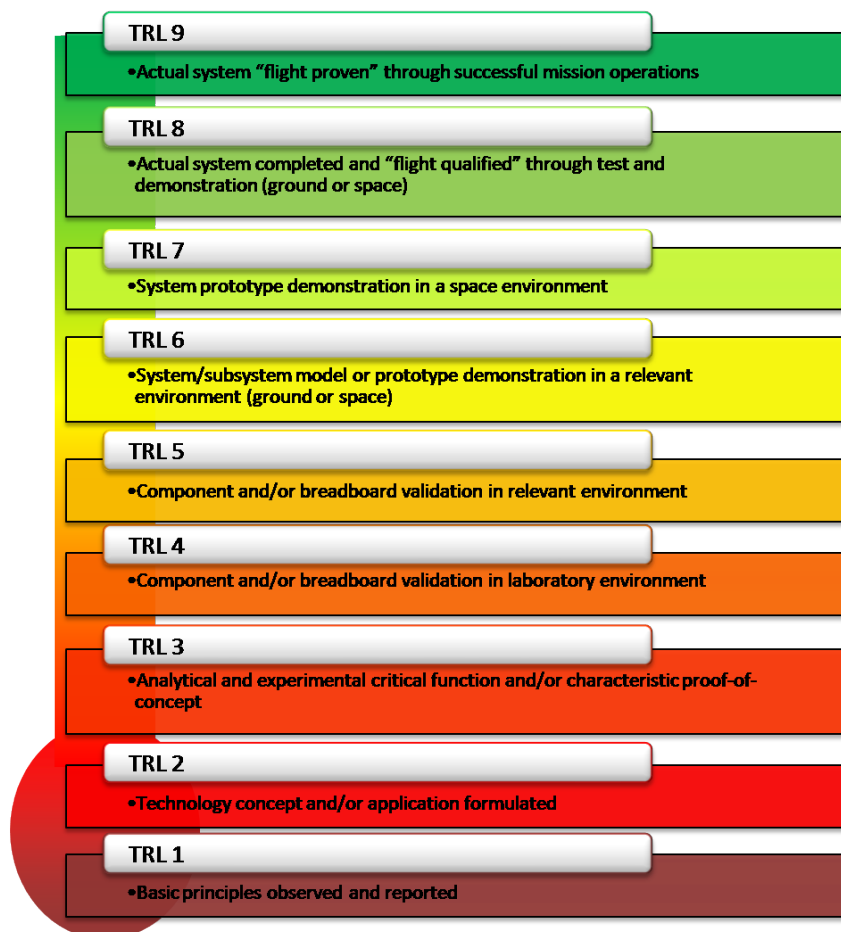 TRL 9
•Actual system “flight proven” through successful mission operations
TRL 8
•Actual system completed and “flight qualified” through test and
demonstration (ground or space)
TRL 7
•System prototype demonstration in a space environment
TRL 6
•System/subsystem model or prototype demonstration in a relevant
environment (ground or space)
TRL 5
•Component and/or breadboard validation in relevant environment
TRL 4
•Component and/or breadboard validation in laboratory environment
TRL 3
•Analytical and experimental critical function and/or characteristic proof-of-
concept
TRL 2
•Technology concept and/or application formulated
TRL 1
•Basic principles observed and reported